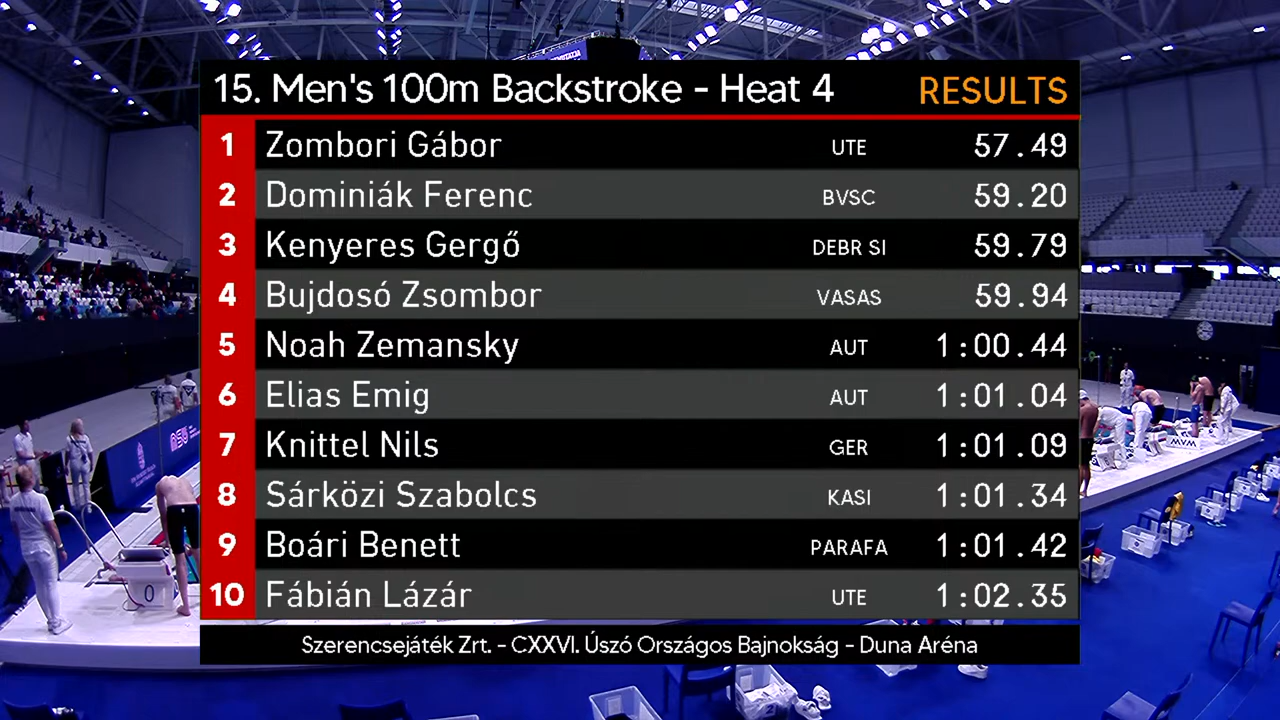 15. Men's 100m Backstroke - Heat 4 RESULTS
1 Zombori Gábor UTE 57.49
2 Dominiák Ferenc BVSC 59.20
3 Kenyeres Gergő DEBR SI 59.79
4 Bujdosó Zsombor VASAS 59.94
5 Noah Zemansky AUT 1:00.44
6 Elias Emig AUT 1:01.04
7 Knittel Nils GER 1:01.09
8 Sárközi Szabolcs KASI 1:01.34
9 Boári Benett PARAFA 1:01.42
10 Fábián Lázár UTE 1:02.35
Szerencsejáték Zrt. - CXXVI. Úszó Országos Bajnokság - Duna Aréna
0
MVM